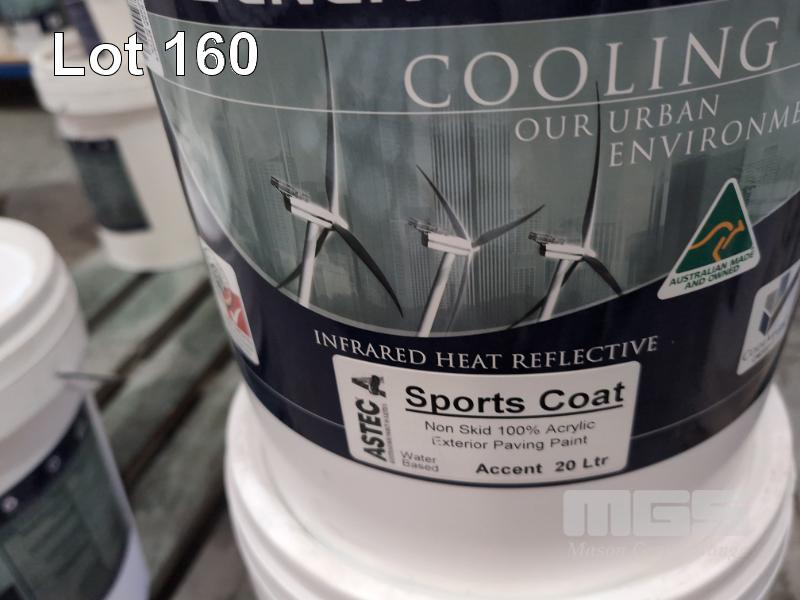 Lot 160
COOLING
OUR URBAN
ENVIRONME
AUSTRALIAN MADE
AND OWNED
INFRARED HEAT REFLECTIVE
ASTEC
Sports Coat
Non Skid 100% Acrylic
Exterior Paving Paint
Water
Based
Accent 20 Ltr
MGS
Mason